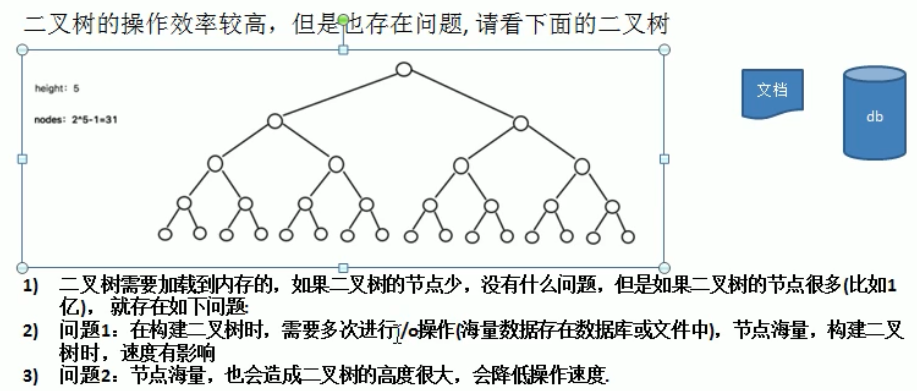 二叉树的操作效率较高，但是也存在问题, 请看下面的二叉树
height：5
nodes：2^5-1=31
文档
db
1) 二叉树需要加载到内存的，如果二叉树的节点少，没有什么问题，但是如果二叉树的节点很多(比如1
亿)， 就存在如下问题:
2) 问题1：在构建二叉树时，需要多次进行i/o操作(海量数据存在数据库或文件中)，节点海量，构建二叉
树时，速度有影响
3) 问题2：节点海量，也会造成二叉树的高度很大，会降低操作速度.